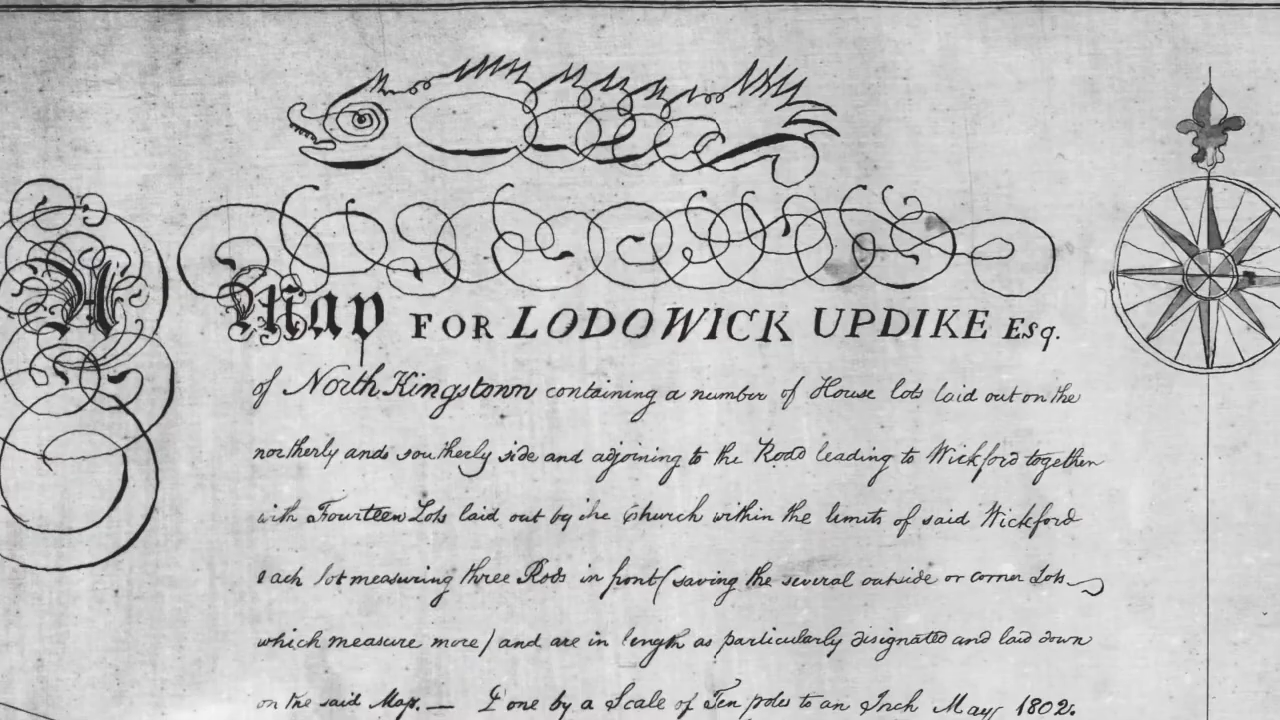 A Map FOR LODOWICK UPDIKE Esq.
of North Kingstown containing a number of House lots laid out on the
northerly and southerly side and adjoining to the Road leading to Wickford together
with Fourteen Lots laid out by the Church within the limits of said Wickford
each lot measuring three Rods in front (saving the several outside or corner Lots
which measure more) and are in length as particularly designated and laid down
on the said Map. — Done by a Scale of Ten poles to an Inch May 1802.